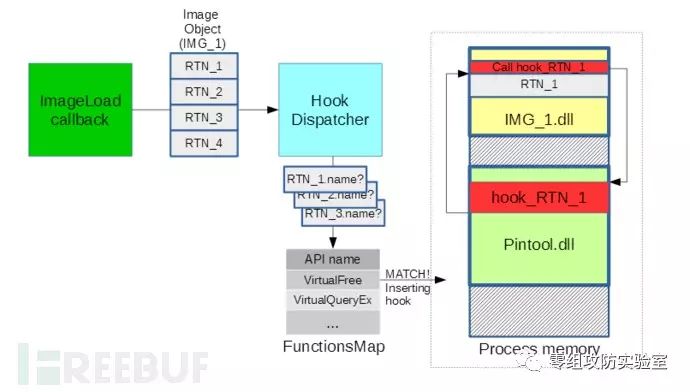 Image
Object
(IMG_1)
ImageLoad
callback
RTN_1
RTN_2
RTN_3
RTN_4
Hook
Dispatcher
RTN_1.name?
RTN_2.name?
RTN_3.name?
API name
VirtualFree
VirtualQueryEx
...
FunctionsMap
MATCH!
Inserting
hook
Call hook_RTN_1
RTN_1
IMG_1.dll
hook_RTN_1
Pintool.dll
Process memory
FREEBUF
零组攻防实验室